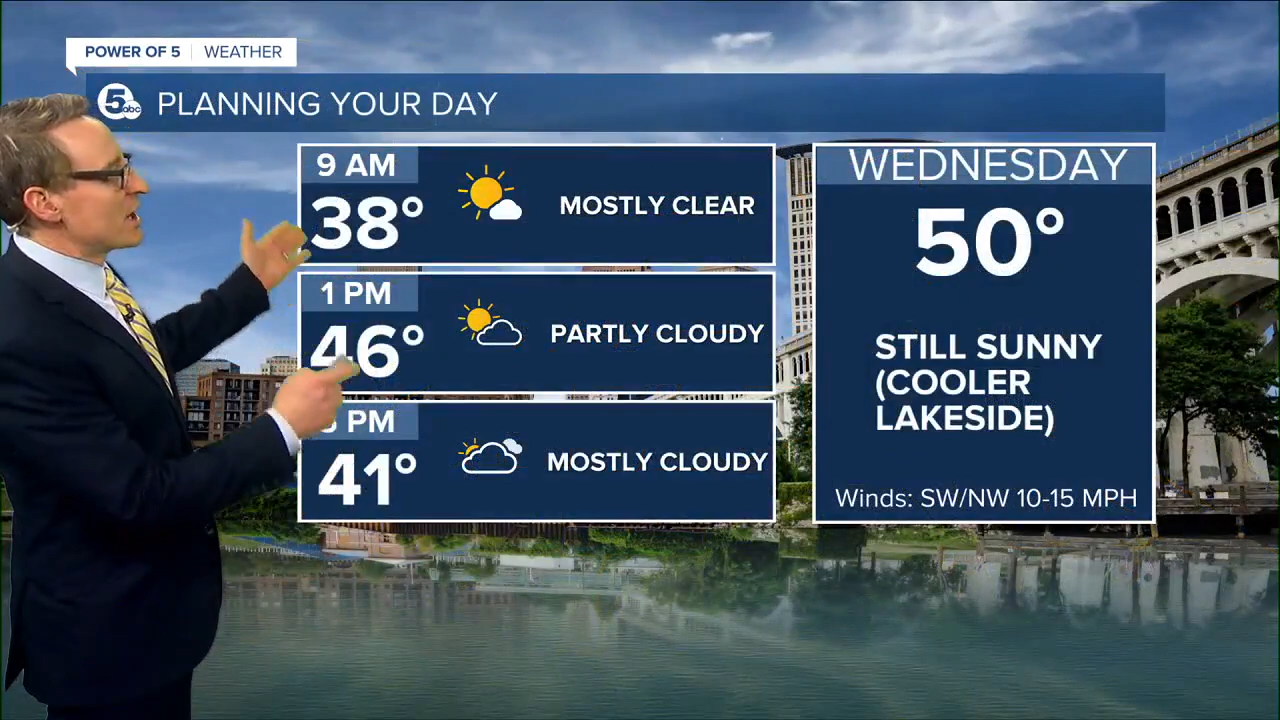 POWER OF 5 | WEATHER
5 abc PLANNING YOUR DAY
9 AM
38°
MOSTLY CLEAR
1 PM
46°
PARTLY CLOUDY
PM
41°
MOSTLY CLOUDY
WEDNESDAY
50°
STILL SUNNY
(COOLER
LAKESIDE)
Winds: SW/NW 10-15 MPH